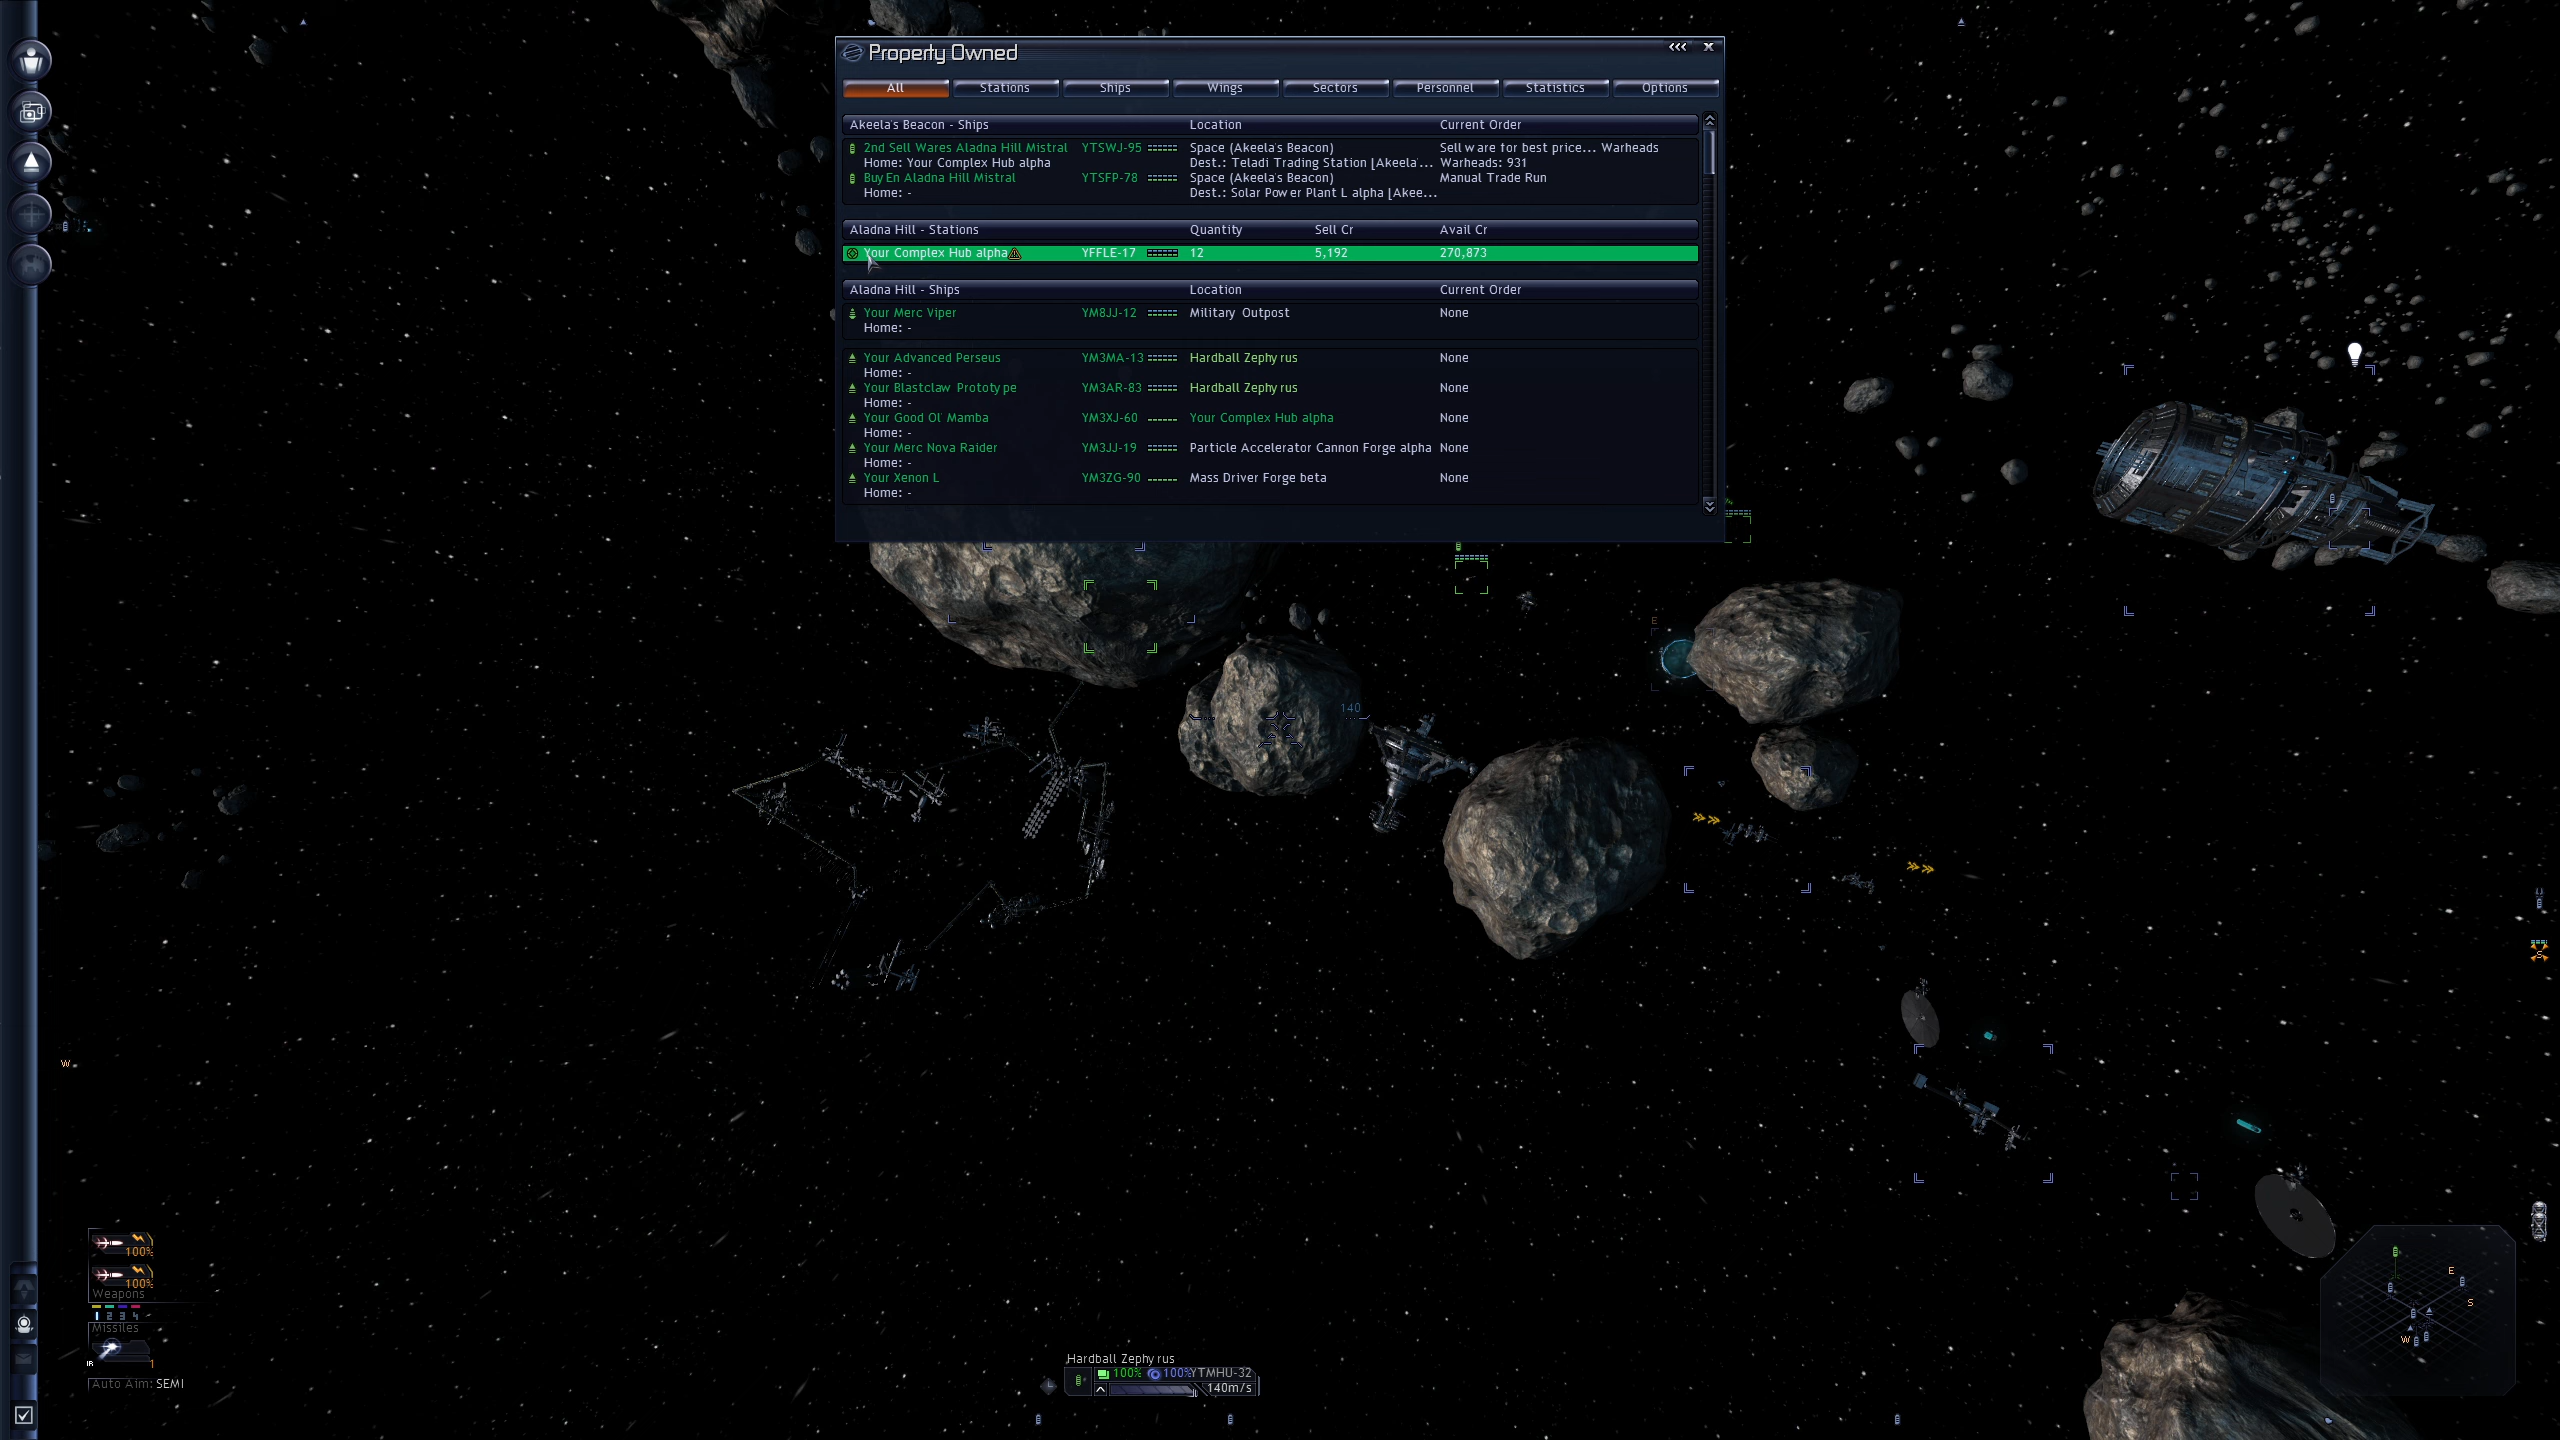 Property Owned
All Stations Ships Wings Sectors Personnel Statistics Options
Akeela's Beacon - Ships Location Current Order
2nd Sell Wares Aladna Hill Mistral YTSWJ-95 Space (Akeela's Beacon) Sell ware for best price... Warheads
Home: Your Complex Hub alpha Dest.: Teladi Trading Station [Akeela'... Warheads: 931
Buy En Aladna Hill Mistral YTSFP-78 Space (Akeela's Beacon) Manual Trade Run
Home: - Dest.: Solar Power Plant L alpha [Akee...
Aladna Hill - Stations Quantity Sell Cr Avail Cr
Your Complex Hub alpha YFFLE-17 12 5,192 270,873
Aladna Hill - Ships Location Current Order
Your Merc Viper YM8JJ-12 Military Outpost None
Home: -
Your Advanced Perseus YM3MA-13 Hardball Zephyrus None
Home: -
Your Blastclaw Prototype YM3AR-83 Hardball Zephyrus None
Home: -
Your Good Ol' Mamba YM3XJ-60 Your Complex Hub alpha None
Home: -
Your Merc Nova Raider YM3JJ-19 Particle Accelerator Cannon Forge alpha None
Home: -
Your Xenon L YM3ZG-90 Mass Driver Forge beta None
Home: -
E
140
W
S
100%
100%
Weapons
1 2 3 4
Missiles
IR 1
Auto Aim: SEMI
Hardball Zephyrus
100% 100% YTMHU-32
140m/s
E
S
W